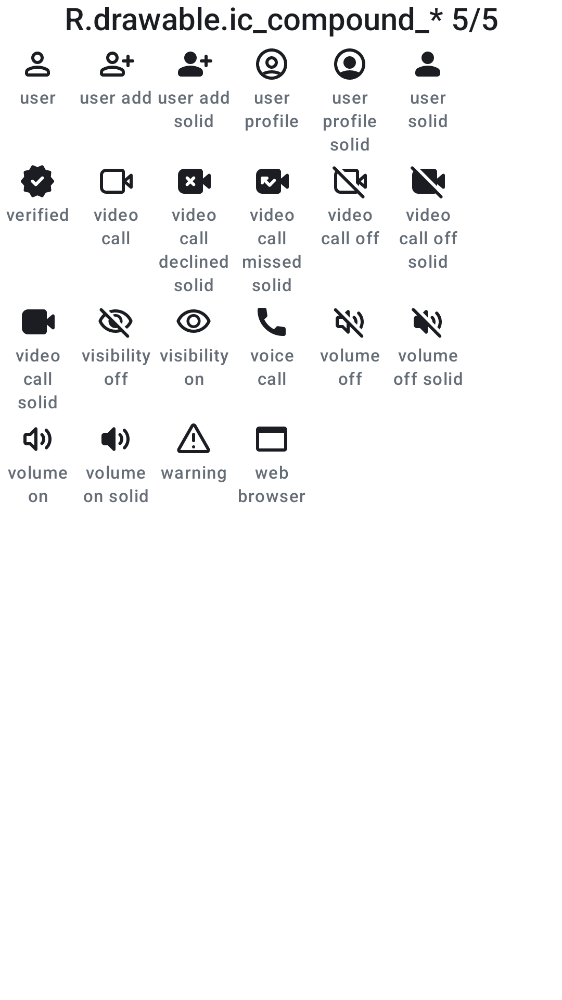 R.drawable.ic_compound_* 5/5
user
user add
user add
solid
user
profile
user
profile
solid
user
solid
verified
video
call
video
call
declined
solid
video
call
missed
solid
video
call off
video
call off
solid
video
call
solid
visibility
off
visibility
on
voice
call
volume
off
volume
off solid
volume
on
volume
on solid
warning
web
browser